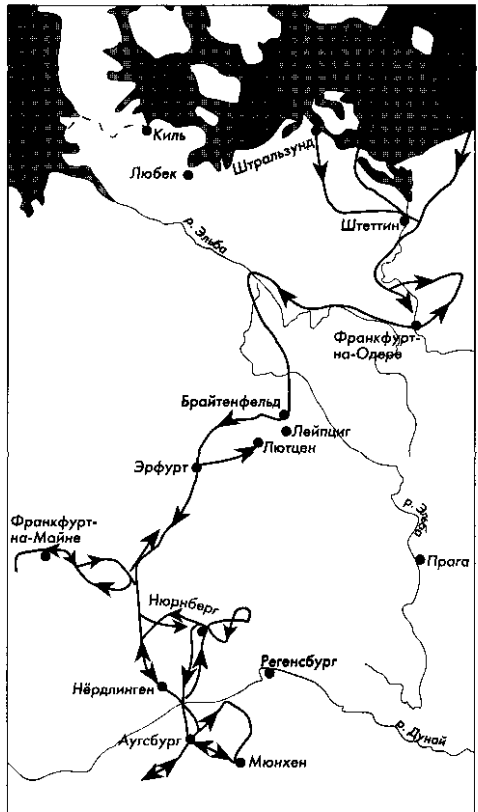 Киль
Любек
Штральзунд
Штеттин
р. Эльба
Франкфурт-
на-Одере
Брайтенфельд
Лейпциг
Лютцен
Эрфурт
р. Эльба
Франкфурт-
на-Майне
Прага
Нюрнберг
Регенсбург
Нёрдлинген
р. Дунай
Аугсбург
Мюнхен